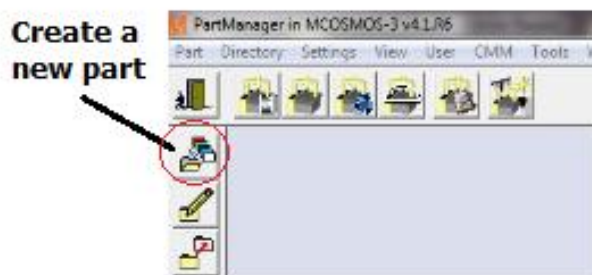 Create a
new part
PartManager in MCOSMOS-3 v4.1.R6
Part Directory Settings View User CMM Tools